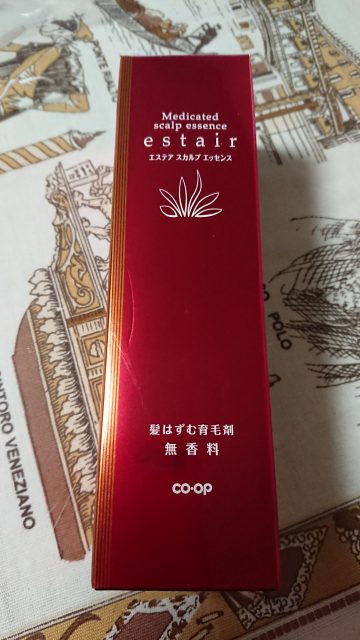 Medicated
scalp essence
estair
エステア スカルプ エッセンス
髪はずむ育毛剤
無香料
CO·OP
POLO
NTORO VENEZIANO